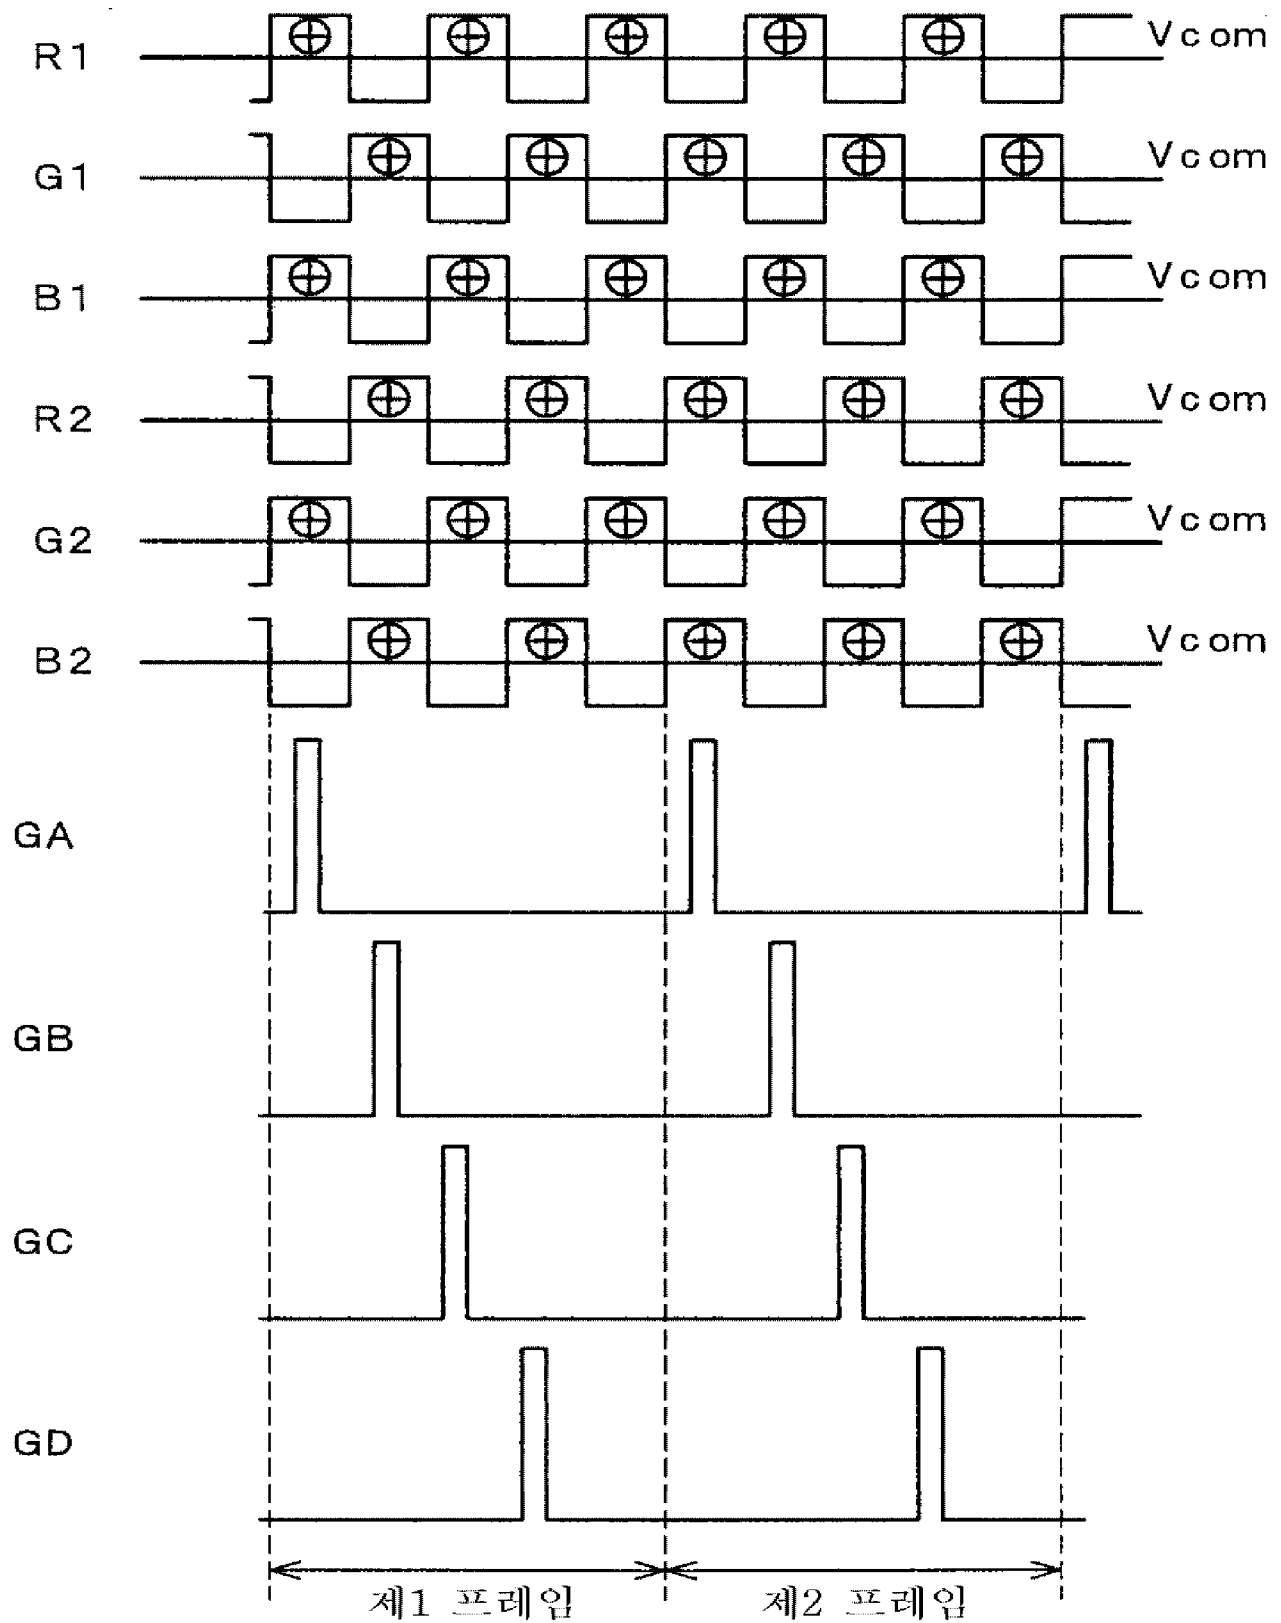 R1 Vcom
G1 Vcom
B1 Vcom
R2 Vcom
G2 Vcom
B2 Vcom
GA
GB
GC
GD
제1 프레임 제2 프레임